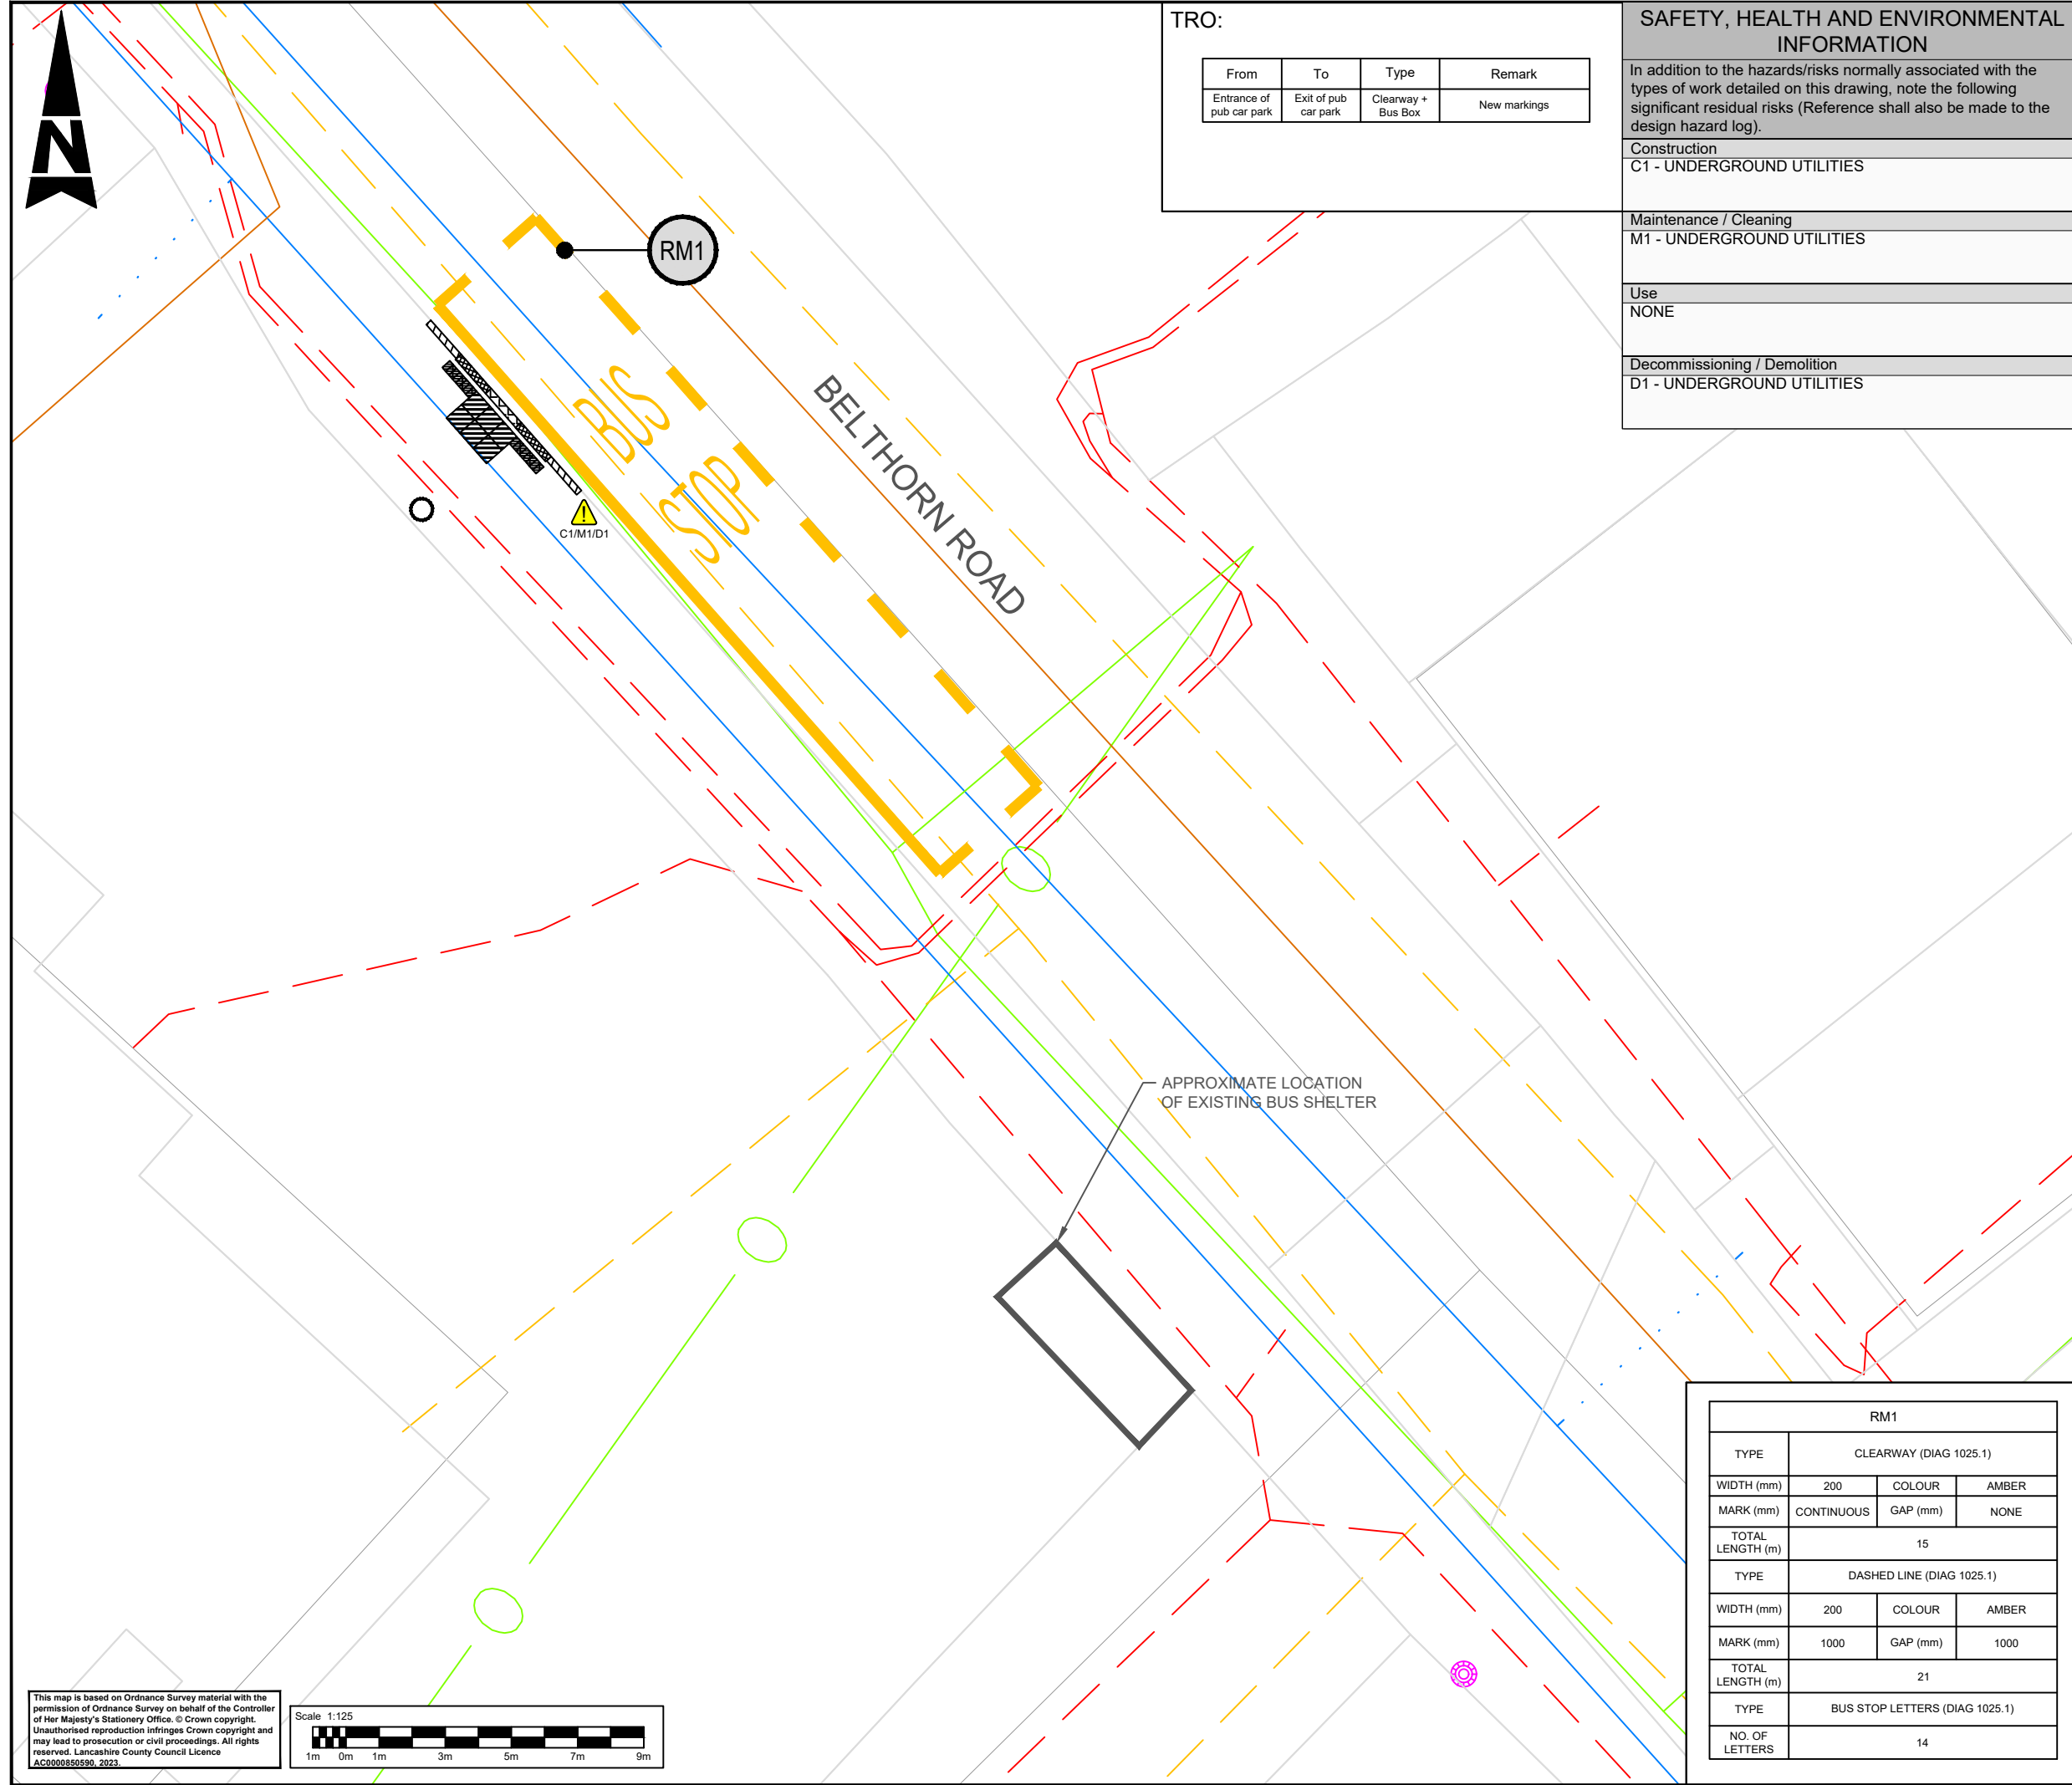 N
TRO:
From To Type Remark
Entrance of pub car park Exit of pub car park Clearway + Bus Box New markings
SAFETY, HEALTH AND ENVIRONMENTAL
INFORMATION
In addition to the hazards/risks normally associated with the
types of work detailed on this drawing, note the following
significant residual risks (Reference shall also be made to the
design hazard log).
Construction
C1 - UNDERGROUND UTILITIES
Maintenance / Cleaning
M1 - UNDERGROUND UTILITIES
Use
NONE
Decommissioning / Demolition
D1 - UNDERGROUND UTILITIES
RM1
BUS
STOP
BELTHORN ROAD
!
C1/M1/D1
APPROXIMATE LOCATION
OF EXISTING BUS SHELTER
RM1
TYPE CLEARWAY (DIAG 1025.1)
WIDTH (mm) 200 COLOUR AMBER
MARK (mm) CONTINUOUS GAP (mm) NONE
TOTAL
LENGTH (m) 15
TYPE DASHED LINE (DIAG 1025.1)
WIDTH (mm) 200 COLOUR AMBER
MARK (mm) 1000 GAP (mm) 1000
TOTAL
LENGTH (m) 21
TYPE BUS STOP LETTERS (DIAG 1025.1)
NO. OF
LETTERS 14
This map is based on Ordnance Survey material with the
permission of Ordnance Survey on behalf of the Controller
of Her Majesty's Stationery Office. © Crown copyright.
Unauthorised reproduction infringes Crown copyright and
may lead to prosecution or civil proceedings. All rights
reserved. Lancashire County Council Licence
AC0000850590, 2023.
Scale 1:125
1m 0m 1m 3m 5m 7m 9m